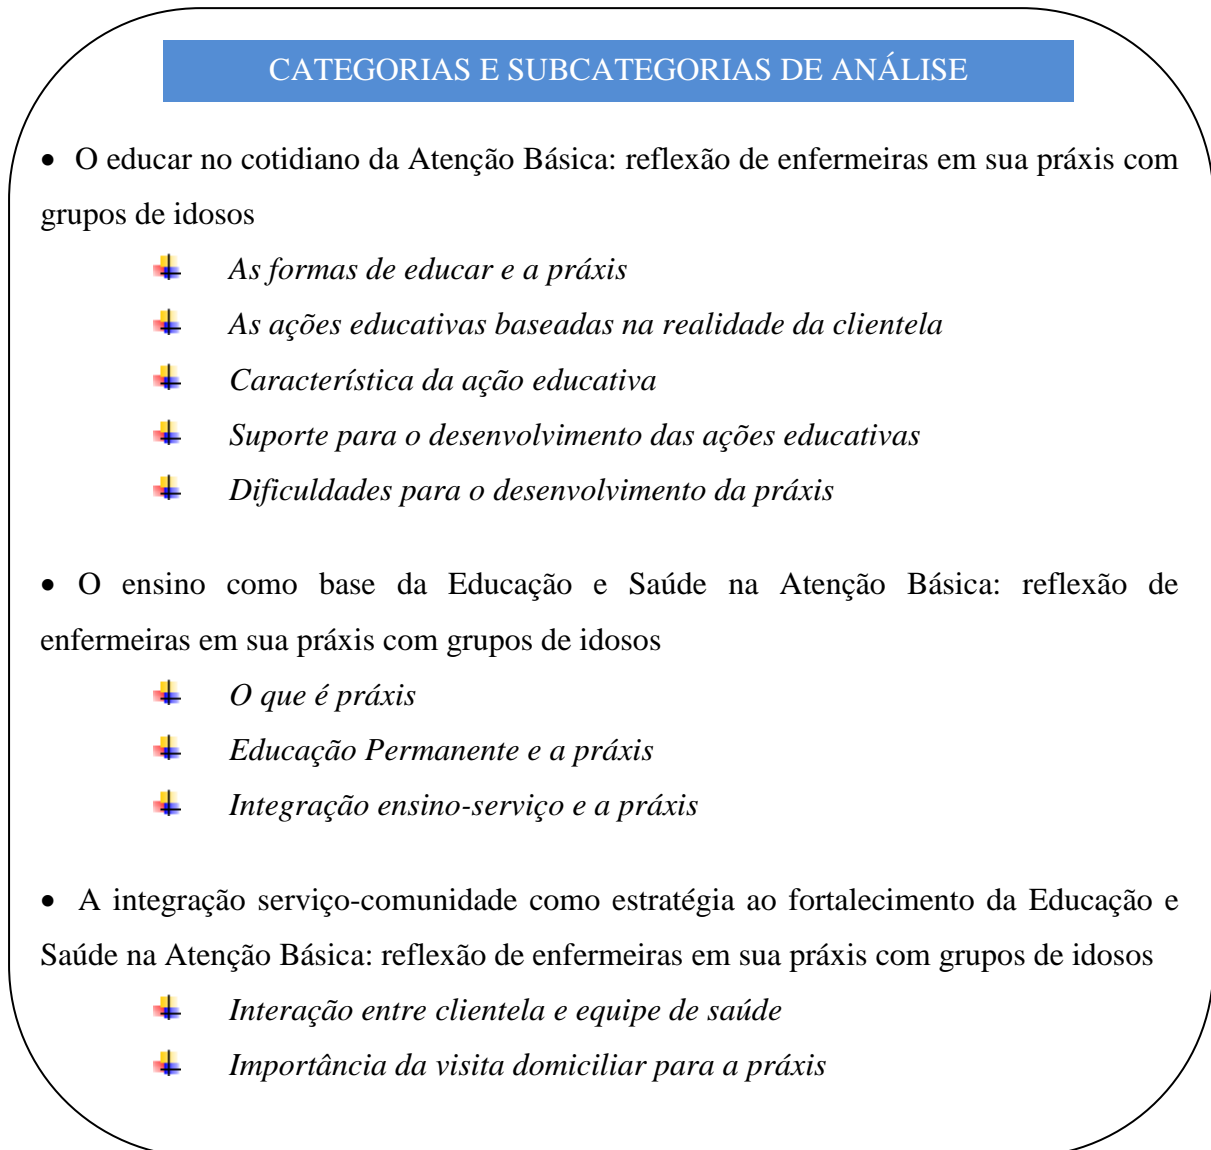 CATEGORIAS E SUBCATEGORIAS DE ANÁLISE
• O educar no cotidiano da Atenção Básica: reflexão de enfermeiras em sua práxis com
grupos de idosos
As formas de educar e a práxis
As ações educativas baseadas na realidade da clientela
Característica da ação educativa
Suporte para o desenvolvimento das ações educativas
Dificuldades para o desenvolvimento da práxis
• O ensino como base da Educação e Saúde na Atenção Básica: reflexão de
enfermeiras em sua práxis com grupos de idosos
O que é práxis
Educação Permanente e a práxis
Integração ensino-serviço e a práxis
• A integração serviço-comunidade como estratégia ao fortalecimento da Educação e
Saúde na Atenção Básica: reflexão de enfermeiras em sua práxis com grupos de idosos
Interação entre clientela e equipe de saúde
Importância da visita domiciliar para a práxis